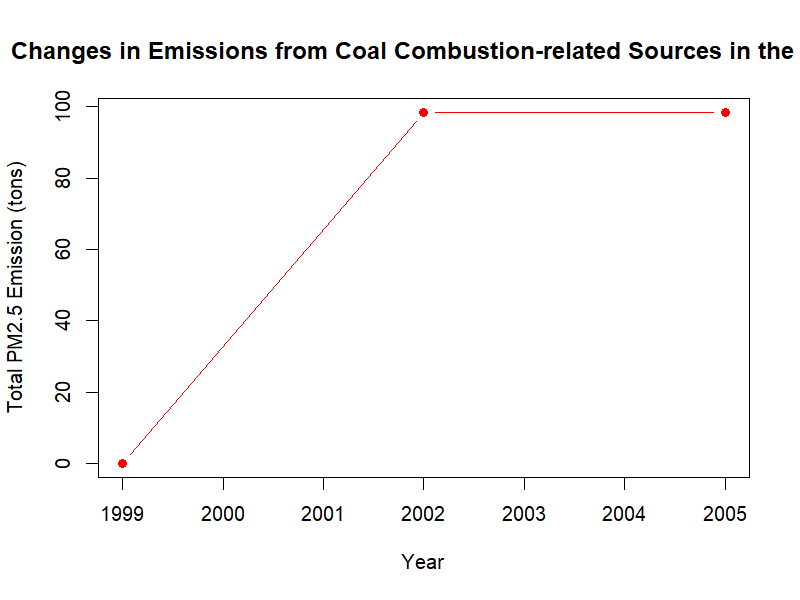 Changes in Emissions from Coal Combustion-related Sources in the
Total PM2.5 Emission (tons)
100
80
60
40
20
0
1999 2000 2001 2002 2003 2004 2005
Year